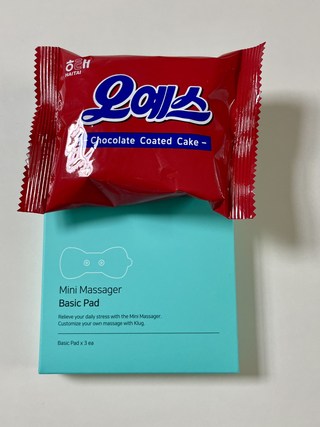 해태
HAITAI
오예스
- Chocolate Coated Cake -
Mini Massager
Basic Pad
Relieve your daily stress with the Mini Massager.
Customize your own massage with Klug.
Basic Pad x 3 ea